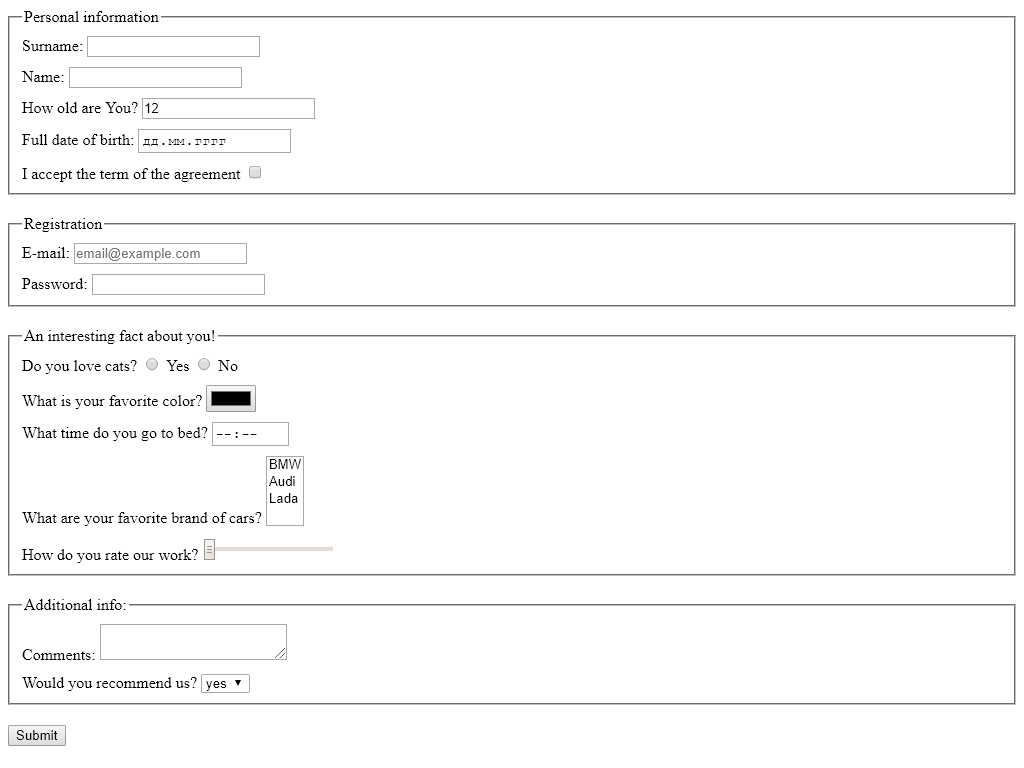 Personal information
Surname:
Name:
How old are You? 12
Full date of birth: дд.мм.гггг
I accept the term of the agreement
Registration
E-mail: email@example.com
Password:
An interesting fact about you!
Do you love cats? Yes No
What is your favorite color?
What time do you go to bed? --:--
BMW
Audi
Lada
What are your favorite brand of cars?
How do you rate our work?
Additional info:
Comments:
Would you recommend us? yes
Submit